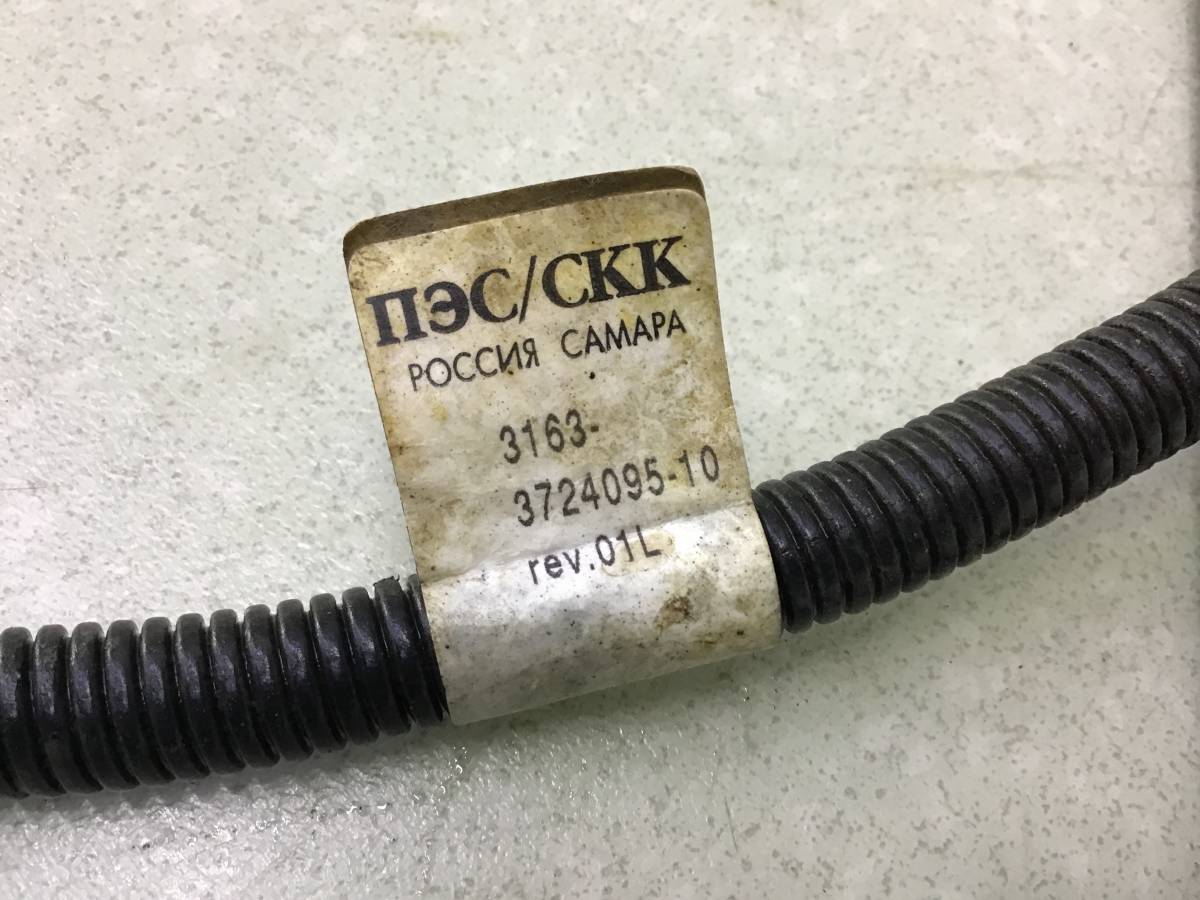 ПЭС/СКК
РОССИЯ САМАРА
3163-
3724095-10
rev.01L